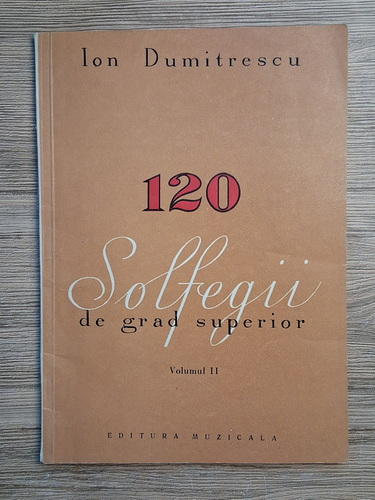 Ion Dumitrescu
120
Solfegii
de grad superior
Volumul II
EDITURA MUZICALA